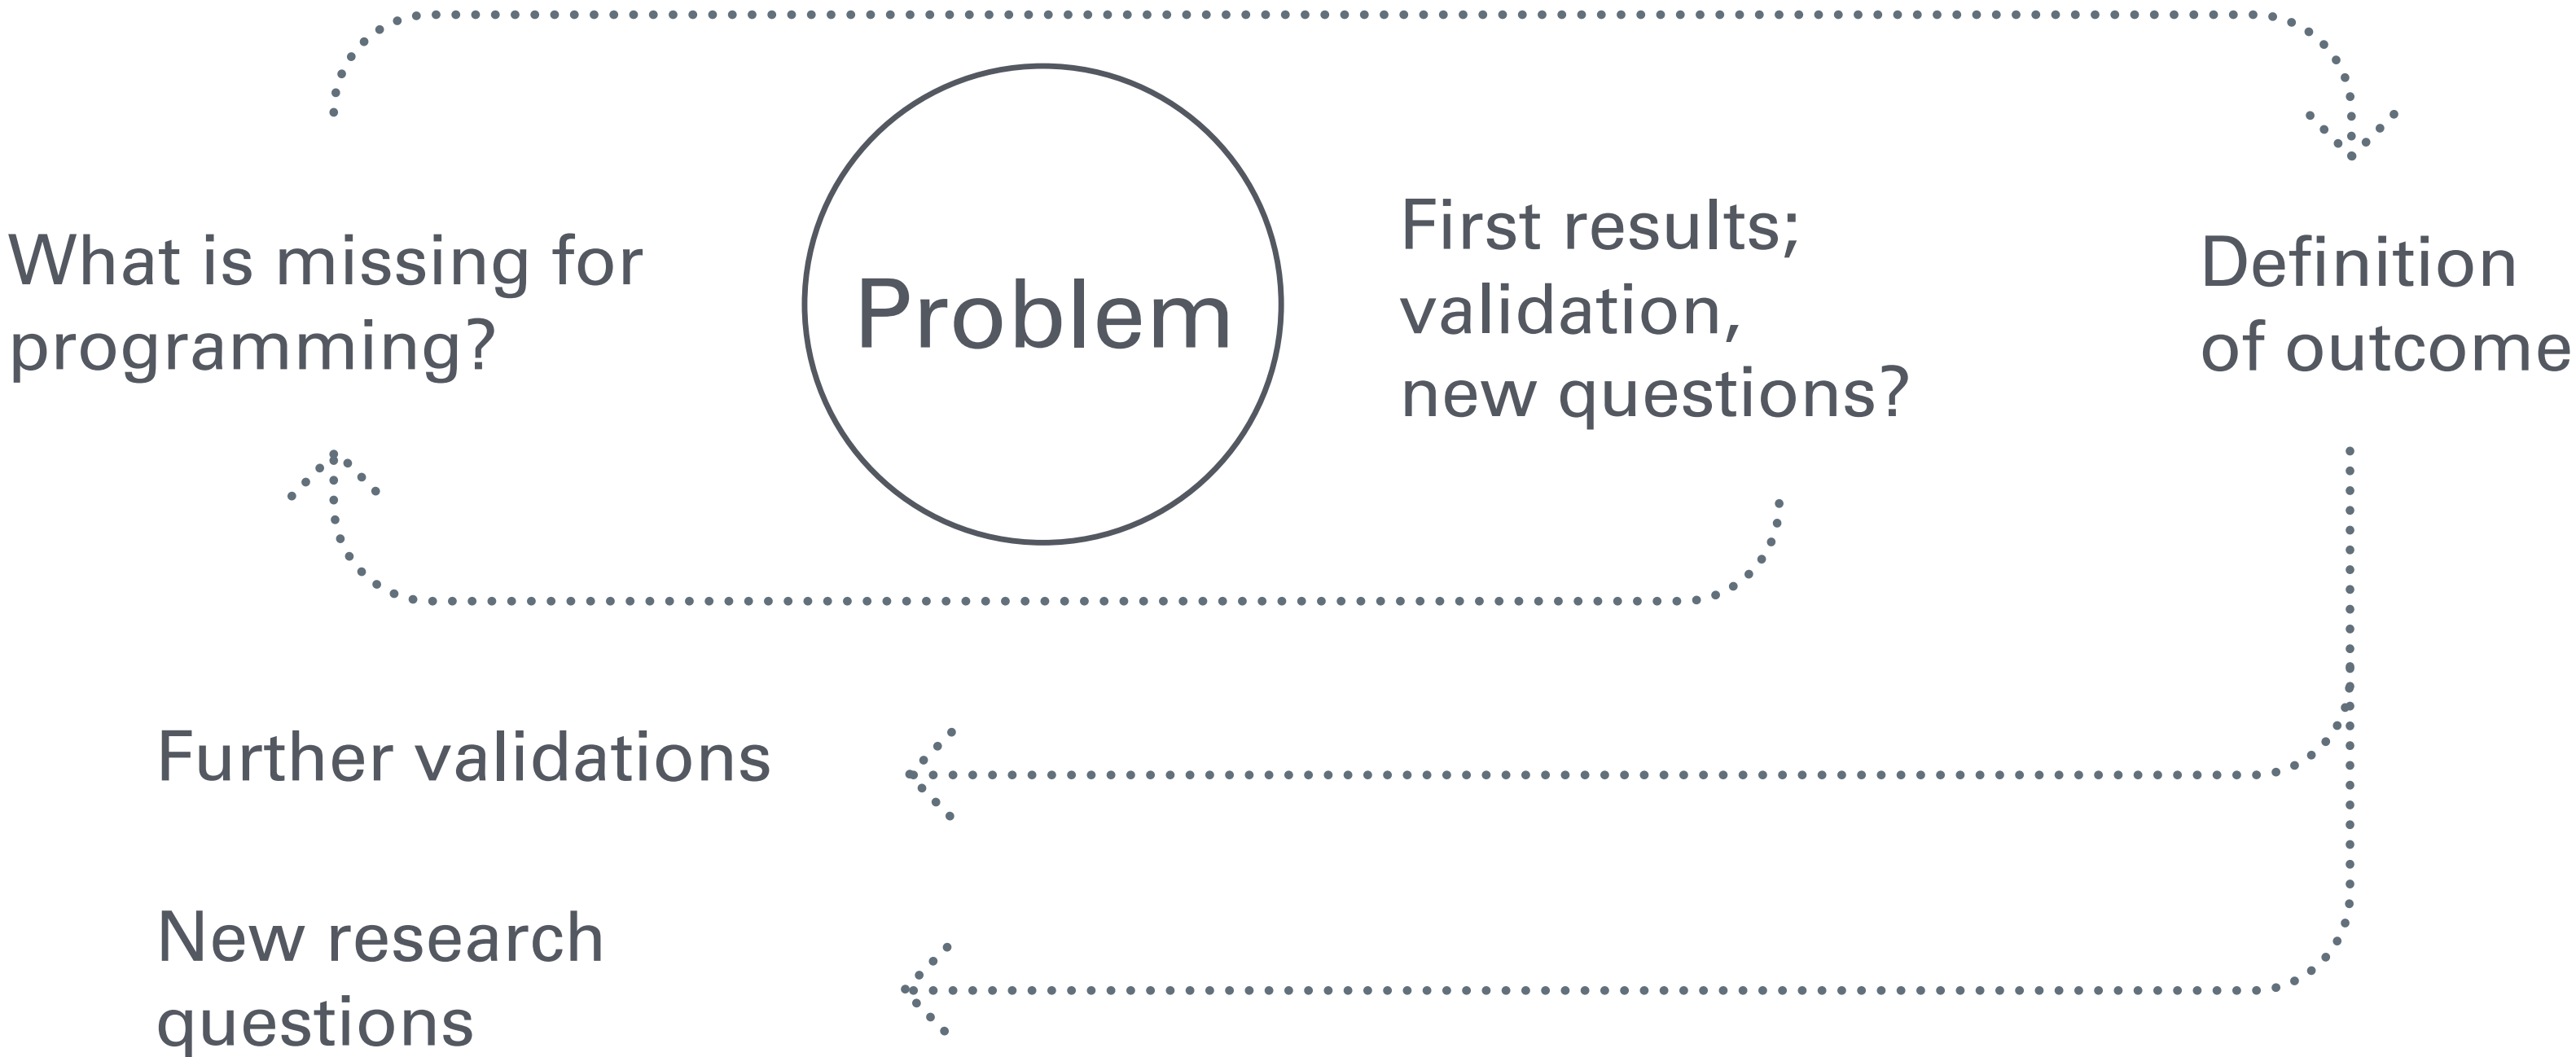 What is missing for
programming?
Problem
First results;
validation,
new questions?
Definition
of outcome
Further validations
New research
questions